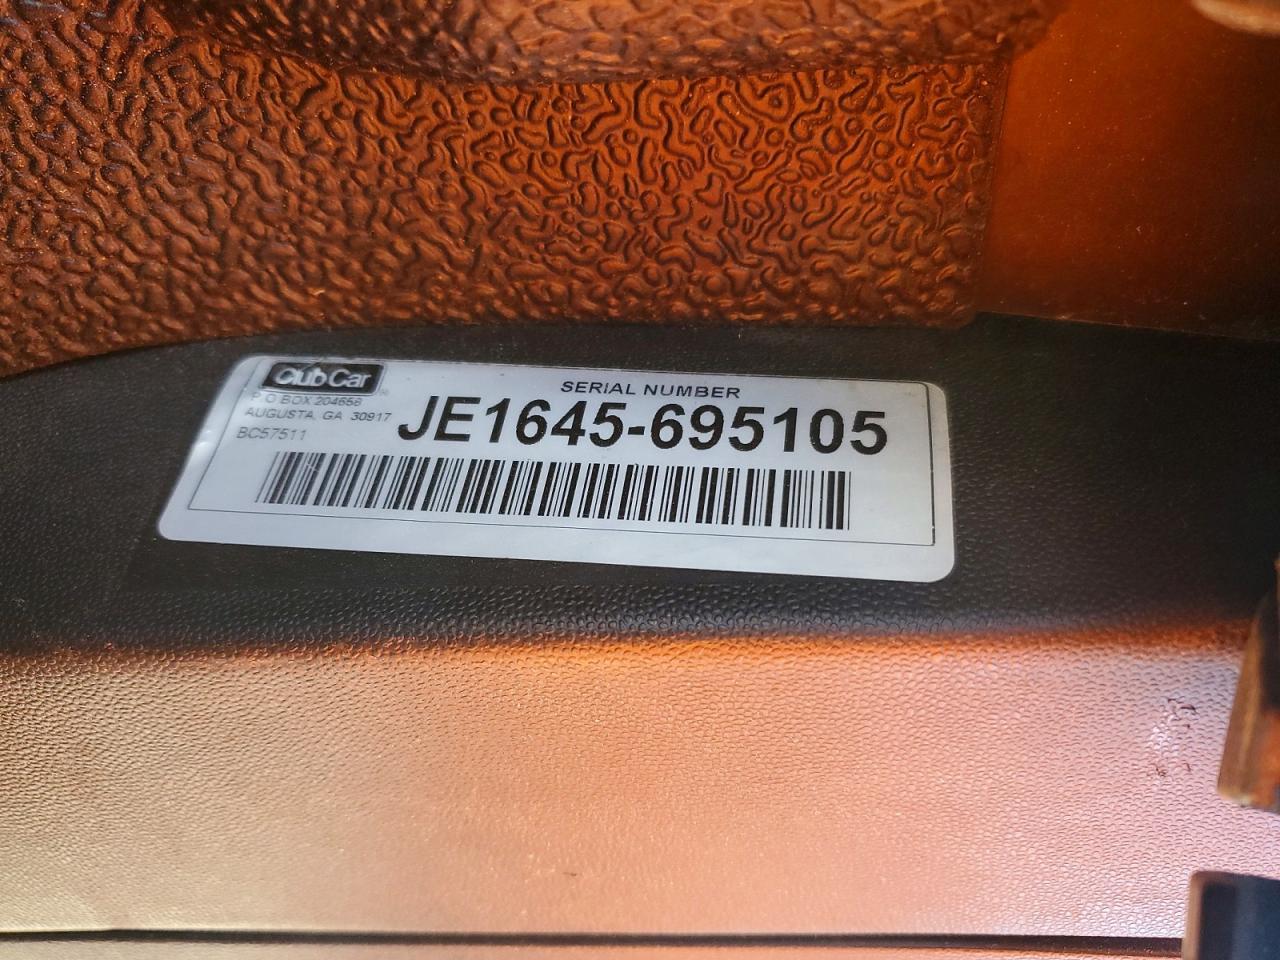 Club Car
P.O.BOX 204658
AUGUSTA, GA 30917
BC57511
SERIAL NUMBER
JE1645-695105